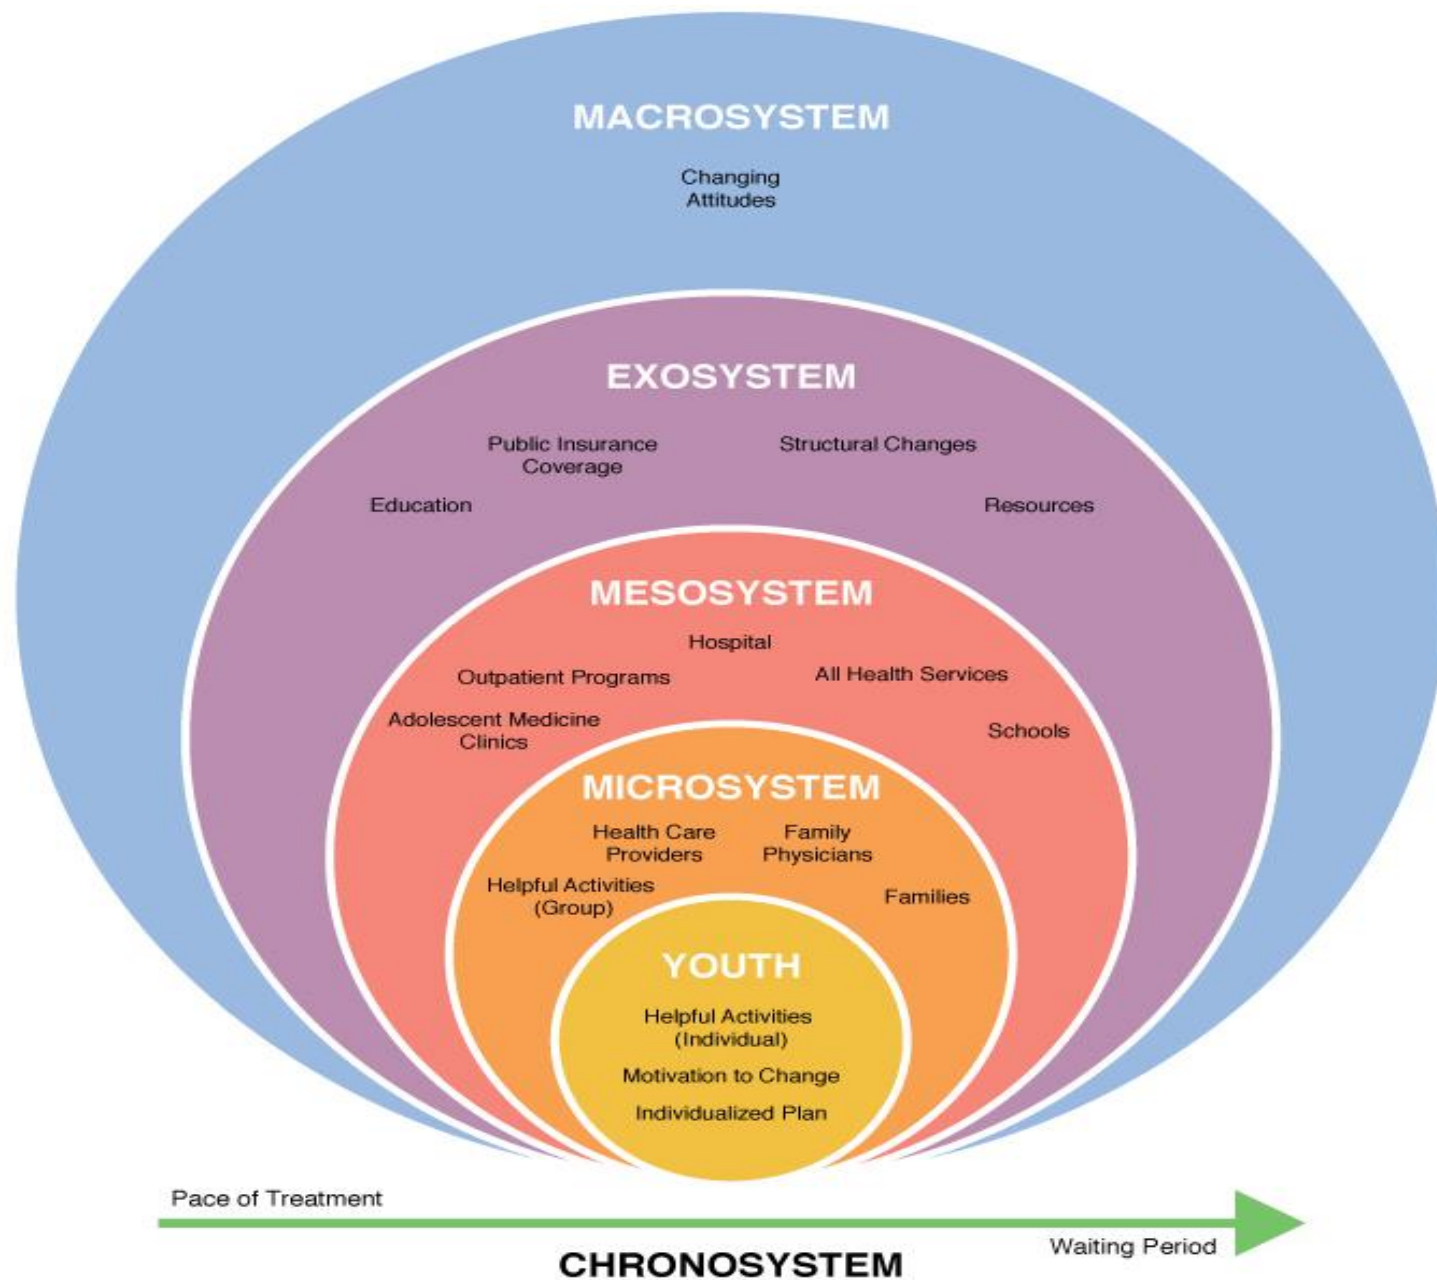 MACROSYSTEM
Changing
Attitudes
EXOSYSTEM
Public Insurance
Coverage
Structural Changes
Education
Resources
MESOSYSTEM
Hospital
Outpatient Programs
All Health Services
Adolescent Medicine
Clinics
Schools
MICROSYSTEM
Health Care
Providers
Family
Physicians
Helpful Activities
(Group)
Families
YOUTH
Helpful Activities
(Individual)
Motivation to Change
Individualized Plan
Pace of Treatment
Waiting Period
CHRONOSYSTEM